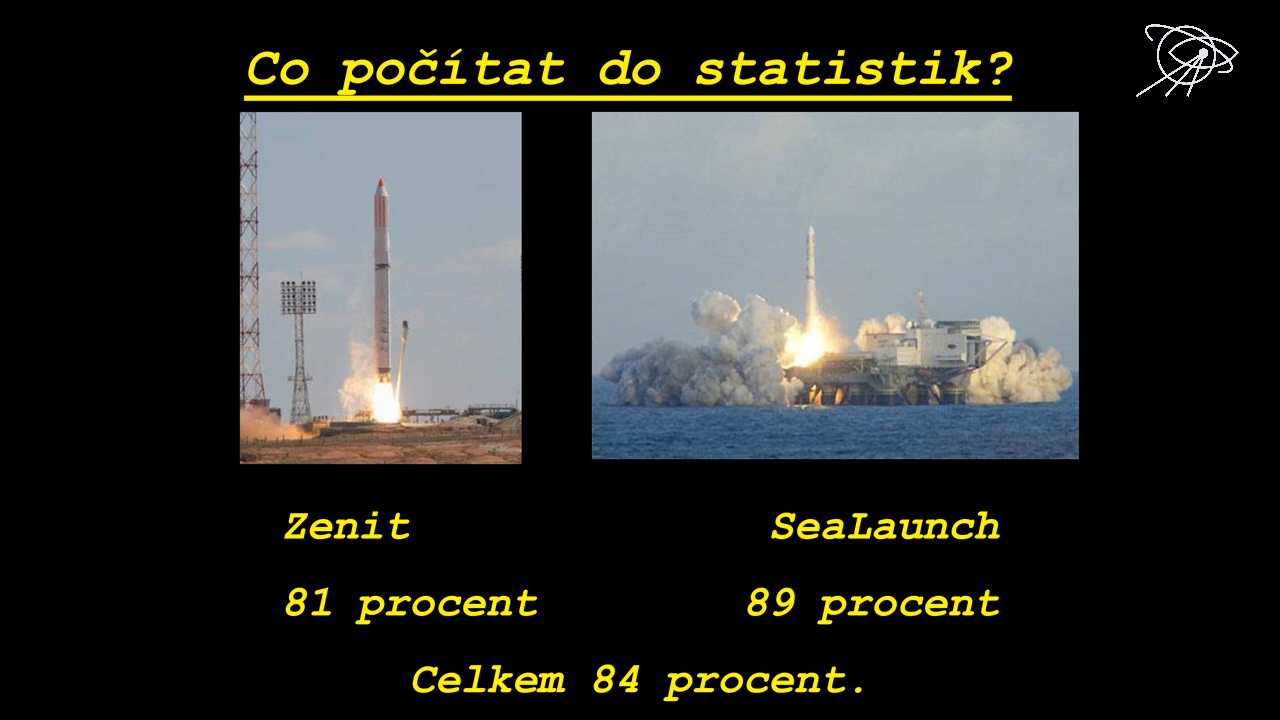 Co počítat do statistik?
Zenit
SeaLaunch
81 procent
89 procent
Celkem 84 procent.